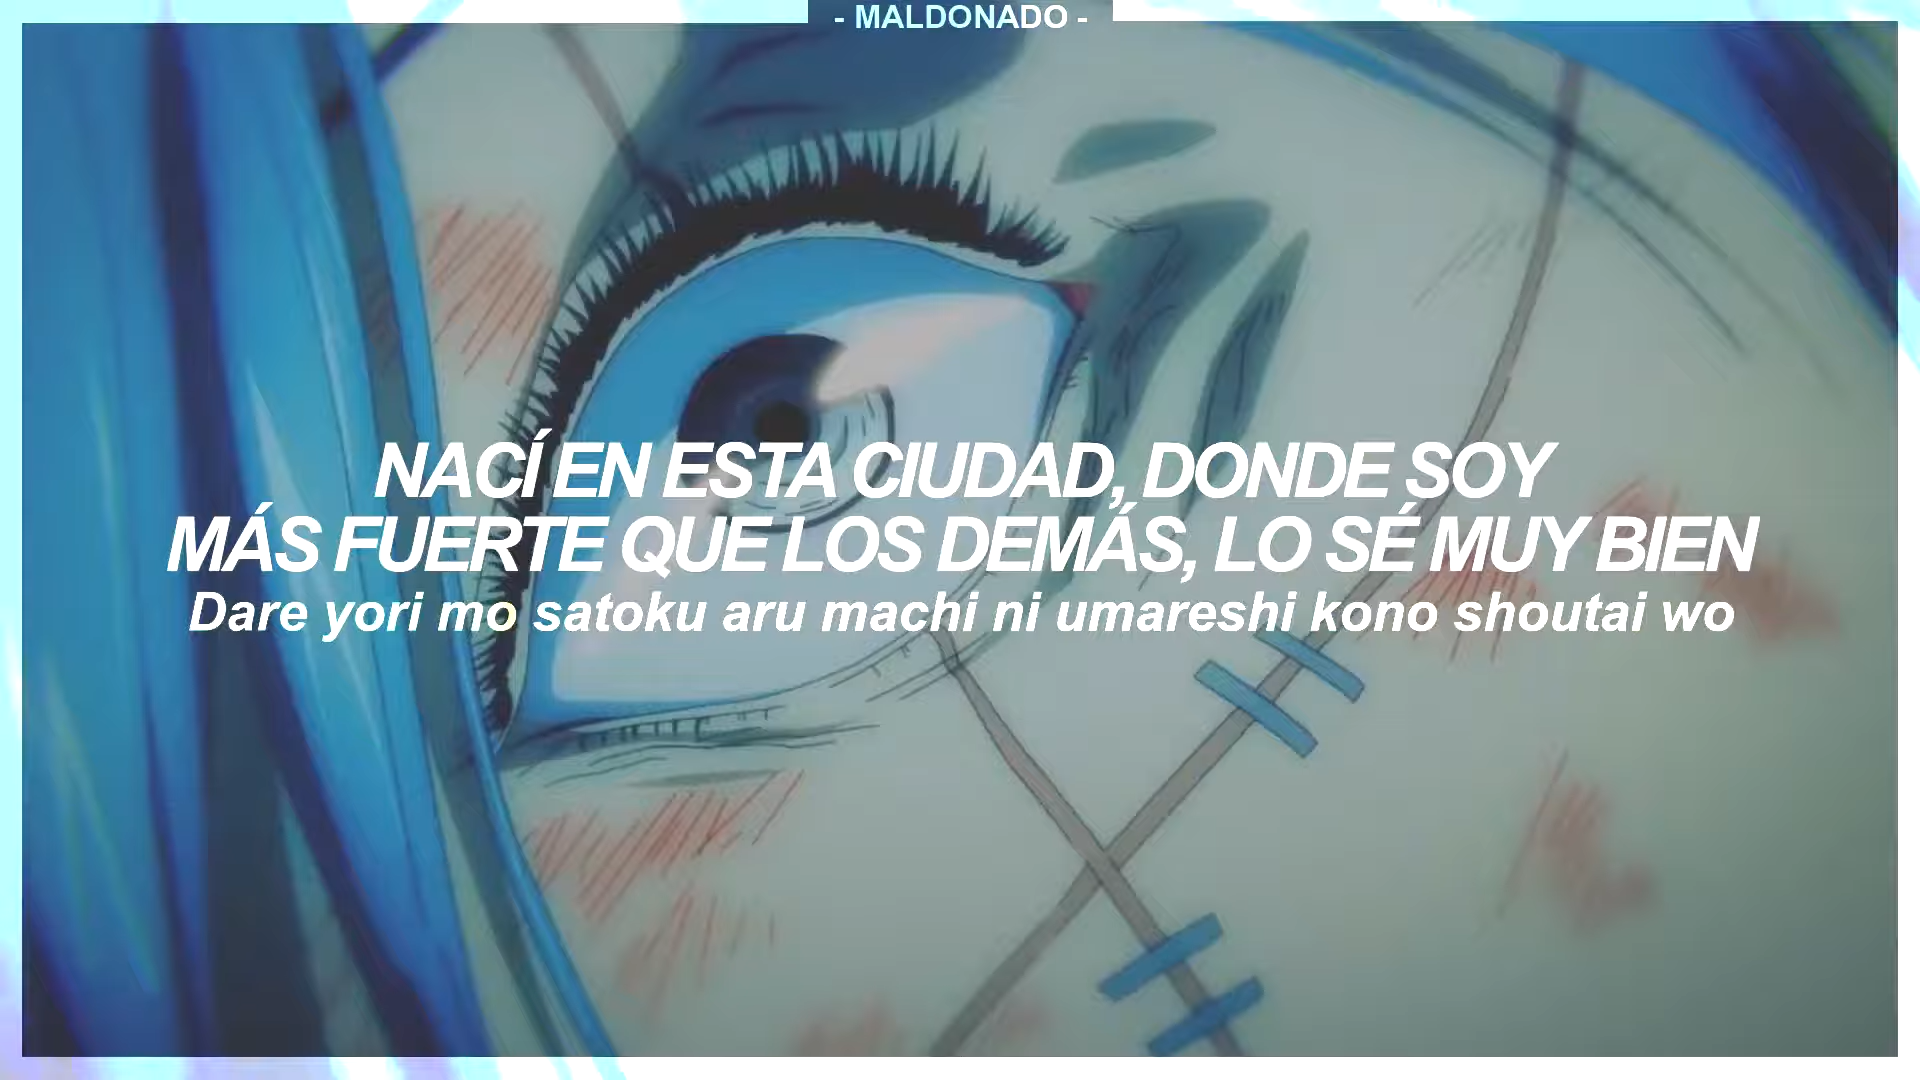 - MALDONADO -
NACÍ EN ESTA CIUDAD, DONDE SOY
MÁS FUERTE QUE LOS DEMÁS, LO SÉ MUY BIEN
Dare yori mo satoku aru machi ni umareshi kono shoutai wo